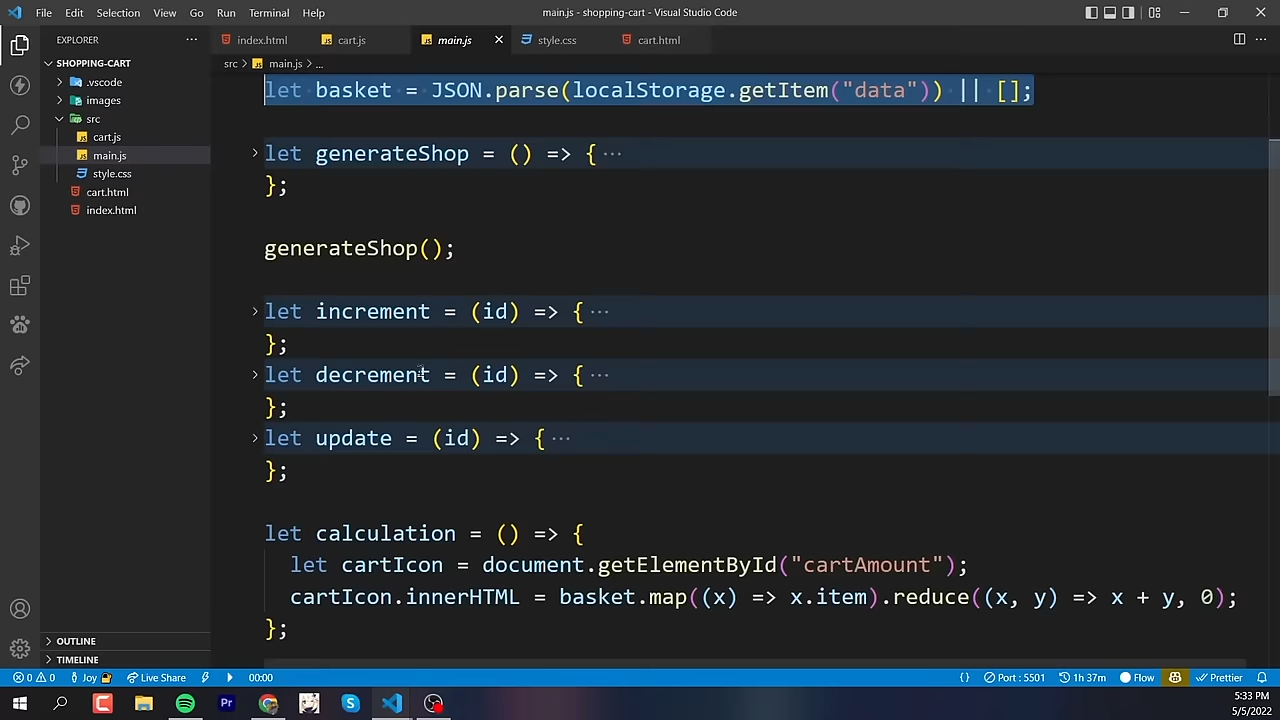 File Edit Selection View Go Run Terminal Help
main.js - shopping-cart - Visual Studio Code
EXPLORER
SHOPPING-CART
.vscode
images
src
cart.js
main.js
style.css
cart.html
index.html
OUTLINE
TIMELINE
index.html cart.js main.js style.css cart.html
src > main.js > ...
let basket = JSON.parse(localStorage.getItem("data")) || [];
let generateShop = () => { ...
};
generateShop();
let increment = (id) => { ...
};
let decrement = (id) => { ...
};
let update = (id) => { ...
};
let calculation = () => {
let cartIcon = document.getElementById("cartAmount");
cartIcon.innerHTML = basket.map((x) => x.item).reduce((x, y) => x + y, 0);
};
0 0 Joy Live Share 00:00 {} Port : 5501 1h 37m Flow Prettier
5:33 PM
5/5/2022